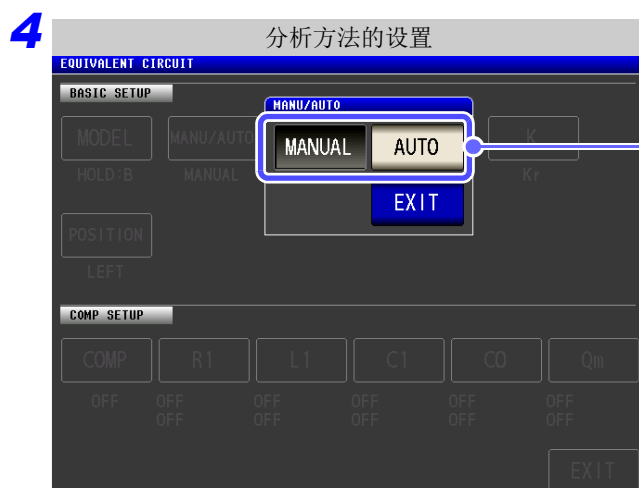 4
分析方法的设置
EQUIVALENT CIRCUIT
BASIC SETUP
MANU/AUTO
MODEL MANU/AUTO MANUAL AUTO K
HOLD:B MANUAL Kr
EXIT
POSITION
LEFT
COMP SETUP
COMP R1 L1 C1 C0 Qm
OFF OFF OFF OFF OFF OFF
OFF OFF OFF OFF OFF
EXIT